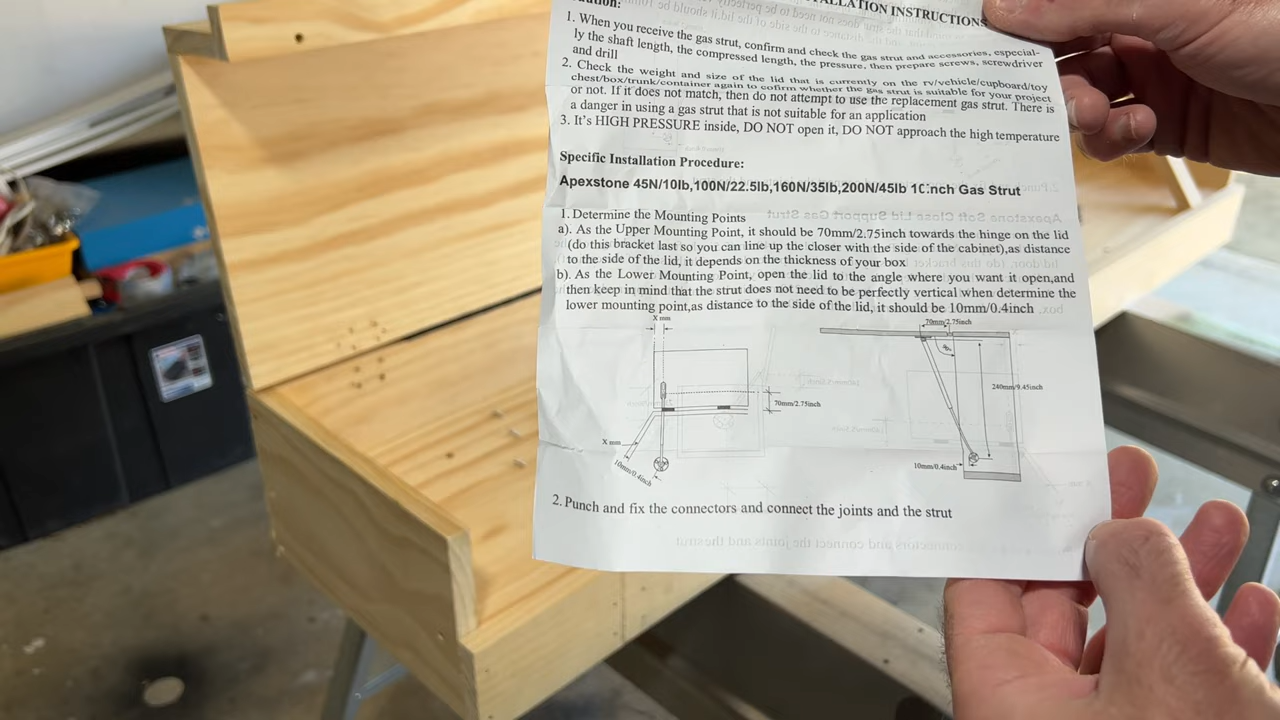 INSTALLATION INSTRUCTIONS
1. When you receive the gas strut, confirm and check the gas strut and accessories, especial-
ly the shaft length, the compressed length, the pressure, then prepare screws, screwdriver
and drill
2. Check the weight and size of the lid that is currently on the rv/vehicle/cupboard/toy
chest/box/trunk/container again to cofirm whether the gas strut is suitable for your project
or not. If it does not match, then do not attempt to use the replacement gas strut. There is
a danger in using a gas strut that is not suitable for an application
3. It's HIGH PRESSURE inside, DO NOT open it, DO NOT approach the high temperature
Specific Installation Procedure:
Apexstone 45N/10lb,100N/22.5lb,160N/35lb,200N/45lb 10inch Gas Strut
1. Determine the Mounting Points
a). As the Upper Mounting Point, it should be 70mm/2.75inch towards the hinge on the lid
(do this bracket last so you can line up the closer with the side of the cabinet),as distance
to the side of the lid, it depends on the thickness of your box
b). As the Lower Mounting Point, open the lid to the angle where you want it open,and
then keep in mind that the strut does not need to be perfectly vertical when determine the
lower mounting point,as distance to the side of the lid, it should be 10mm/0.4inch
X mm
70mm/2.75inch
X mm
10mm/0.4inch
70mm/2.75inch
240mm/9.45inch
10mm/0.4inch
2. Punch and fix the connectors and connect the joints and the strut